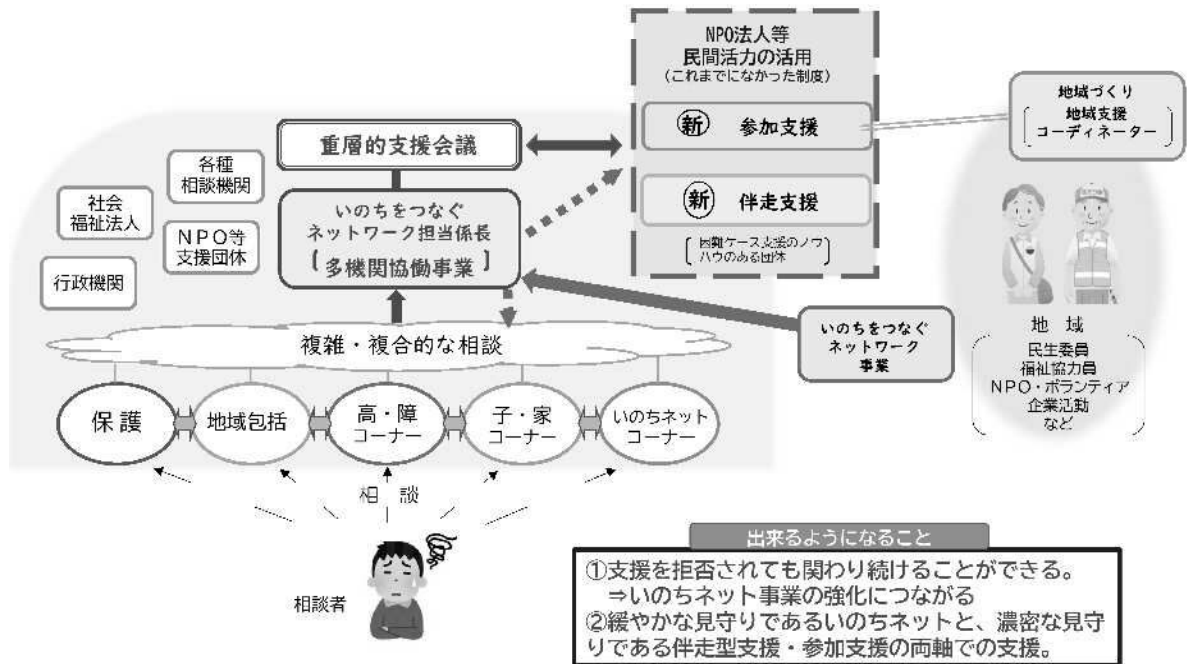 NPO法人等
民間活力の活用
(これまでになかった制度)
新 参加支援
新 伴走支援
困難ケース支援のノウ
ハウのある団体
地域づくり
地域支援
コーディネーター
重層的支援会議
各種
相談機関
社会
福祉法人
NPO等
支援団体
行政機関
いのちをつなぐ
ネットワーク担当係長
[多機関協働事業]
いのちをつなぐ
ネットワーク
事業
地 域
民生委員
福祉協力員
NPO・ボランティア
企業活動
など
複雑・複合的な相談
保護
地域包括
高・障
コーナー
子・家
コーナー
いのちネット
コーナー
相 談
相談者
出来るようになること
①支援を拒否されても関わり続けることができる。
⇒いのちネット事業の強化につながる
②緩やかな見守りであるいのちネットと、濃密な見守
りである伴走型支援・参加支援の両軸での支援。